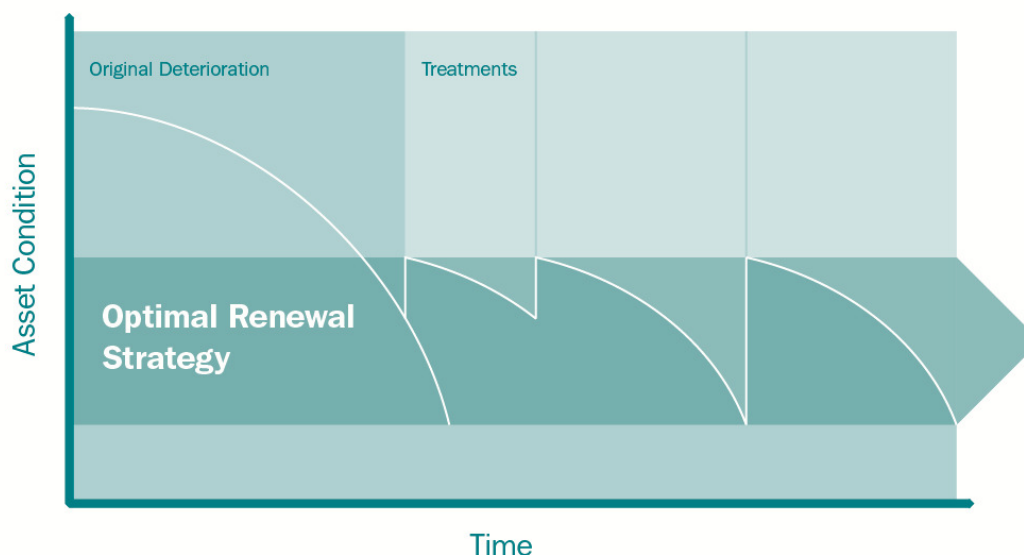 Original Deterioration
Treatments
Asset Condition
Optimal Renewal
Strategy
Time